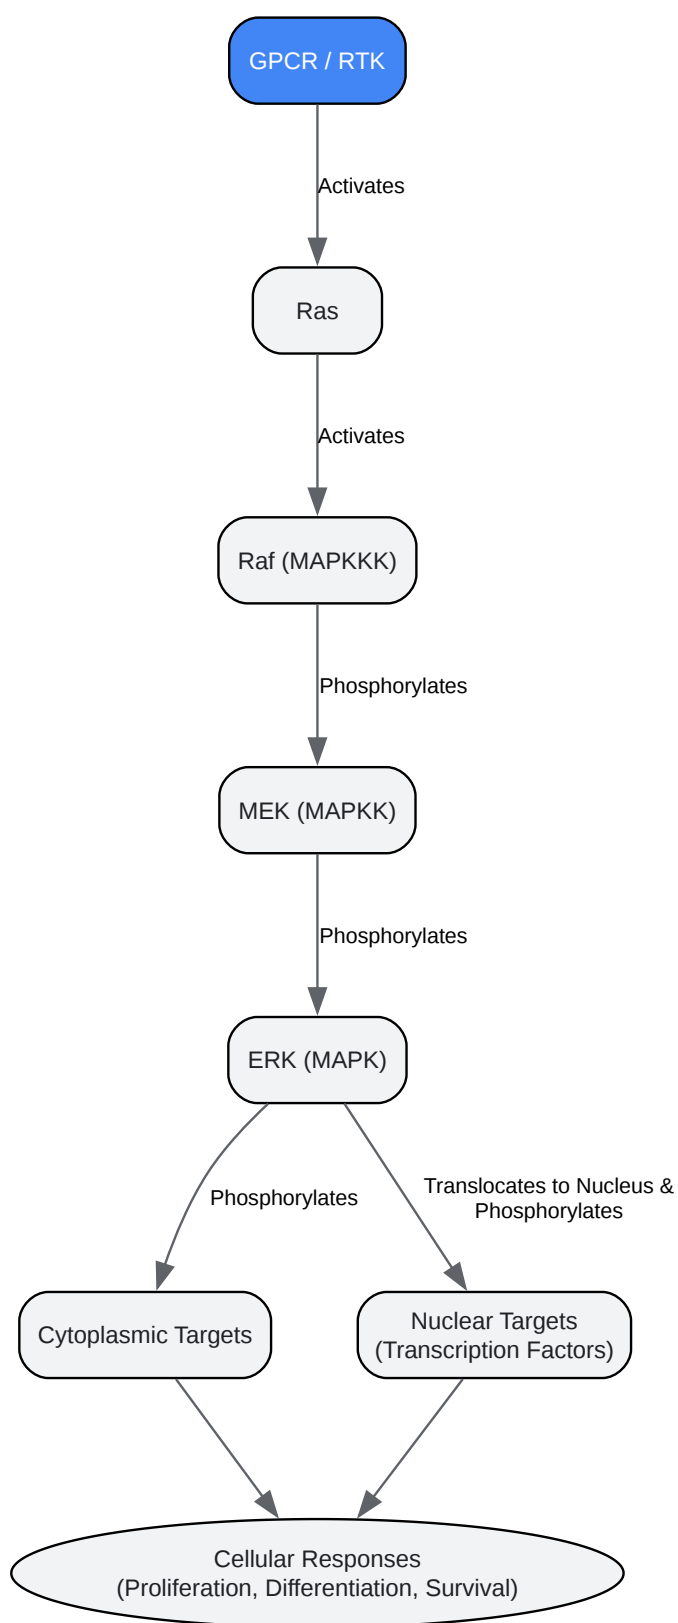 GPCR / RTK
Activates
Ras
Activates
Raf (MAPKKK)
Phosphorylates
MEK (MAPKK)
Phosphorylates
ERK (MAPK)
Phosphorylates
Translocates to Nucleus &
Phosphorylates
Cytoplasmic Targets
Nuclear Targets
(Transcription Factors)
Cellular Responses
(Proliferation, Differentiation, Survival)